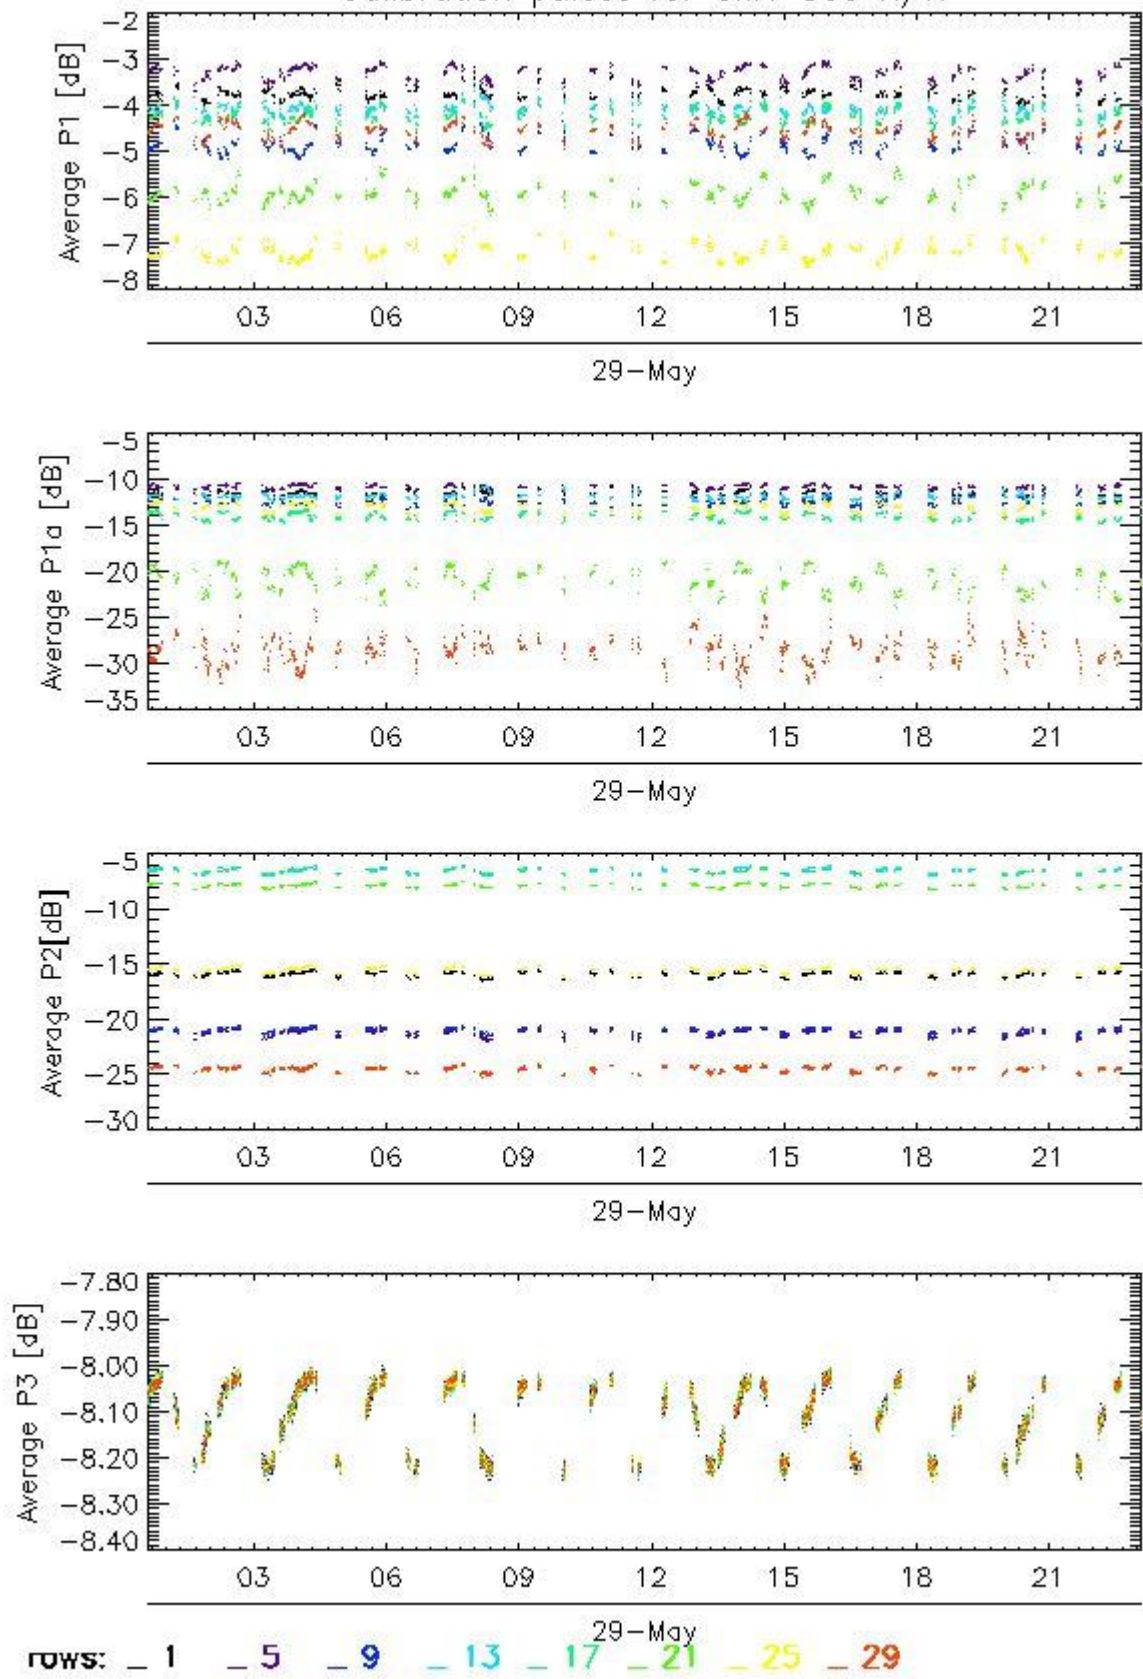 Average P1 [dB]
-2
-3
-4
-5
-6
-7
-8
03 06 09 12 15 18 21
29-May
Average P1a [dB]
-5
-10
-15
-20
-25
-30
-35
03 06 09 12 15 18 21
29-May
Average P2[dB]
-5
-10
-15
-20
-25
-30
03 06 09 12 15 18 21
29-May
Average P3 [dB]
-7.80
-7.90
-8.00
-8.10
-8.20
-8.30
-8.40
03 06 09 12 15 18 21
29-May
rows: _ 1 _ 5 _ 9 _ 13 _ 17 _ 21 _ 25 _ 29